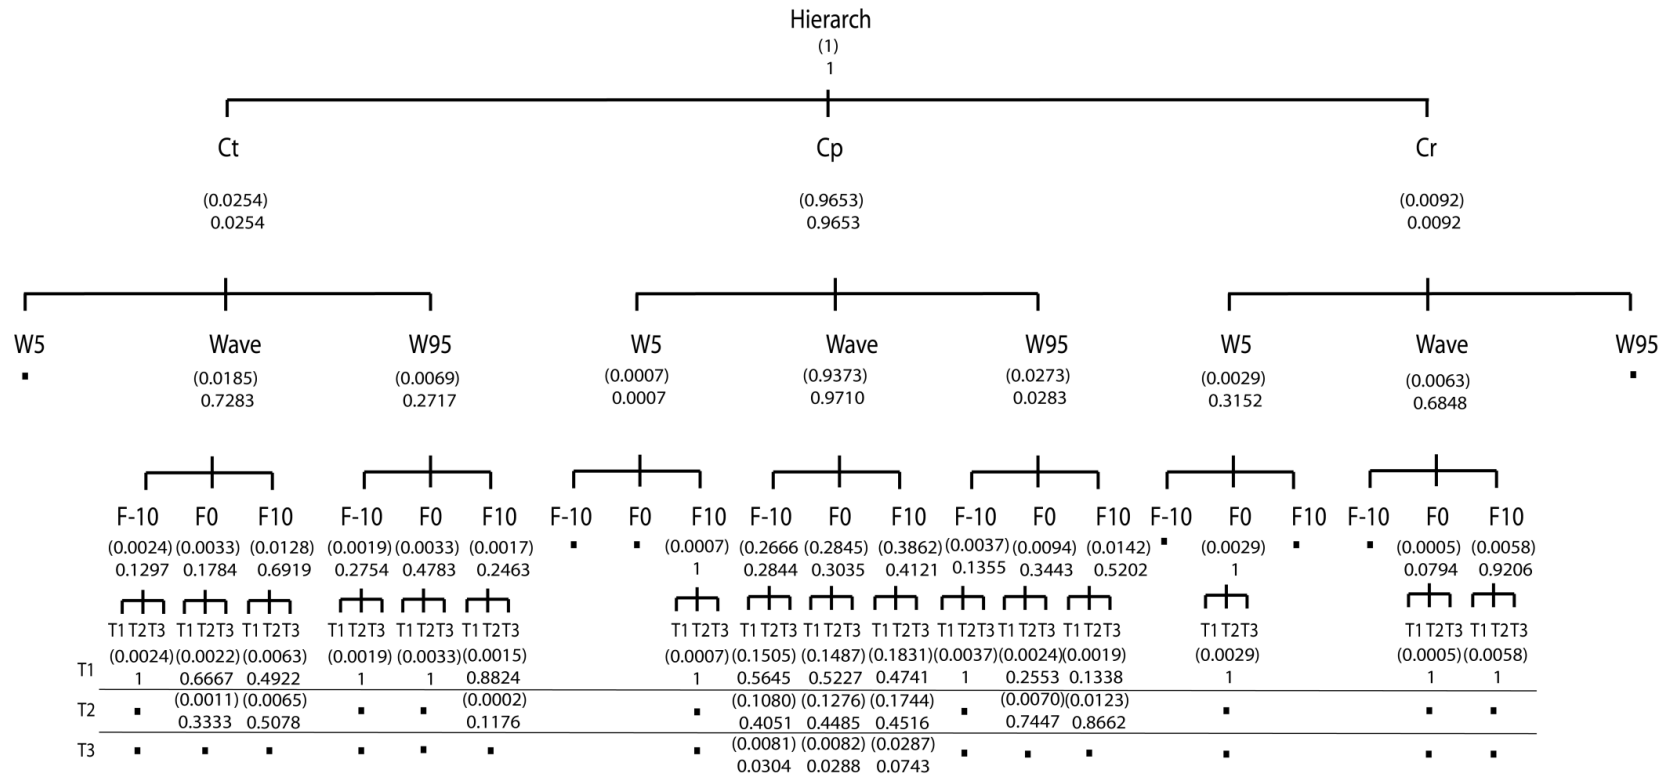 Hierarch
(1)
1
Ct Cp Cr
(0.0254) (0.9653) (0.0092)
0.0254 0.9653 0.0092
W5 Wave W95 W5 Wave W95 W5 Wave W95
(0.0185) (0.0069) (0.0007) (0.9373) (0.0273) (0.0029) (0.0063)
0.7283 0.2717 0.0007 0.9710 0.0283 0.3152 0.6848
F-10 F0 F10 F-10 F0 F10 F-10 F0 F10 F-10 F0 F10 F-10 F0 F10 F-10 F0 F10 F-10 F0 F10
(0.0024) (0.0033) (0.0128) (0.0019) (0.0033) (0.0017) (0.0007) (0.2666) (0.2845) (0.3862) (0.0037) (0.0094) (0.0142) (0.0029) (0.0005) (0.0058)
0.1297 0.1784 0.6919 0.2754 0.4783 0.2463 1 0.2844 0.3035 0.4121 0.1355 0.3443 0.5202 1 0.0794 0.9206
T1 T2T3 T1 T2T3 T1 T2T3 T1 T2T3 T1 T2T3 T1 T2T3 T1 T2T3 T1 T2T3 T1 T2T3 T1 T2T3 T1 T2T3 T1 T2T3 T1 T2T3 T1 T2T3 T1 T2T3 T1 T2T3
(0.0024) (0.0022) (0.0063) (0.0019) (0.0033) (0.0015) (0.0007) (0.1505) (0.1487) (0.1831) (0.0037) (0.0024) (0.0019) (0.0029) (0.0005) (0.0058)
T1 1 0.6667 0.4922 1 1 0.8824 1 0.5645 0.5227 0.4741 1 0.2553 0.1338 1 1 1
(0.0011) (0.0065) (0.0002) (0.1080) (0.1276) (0.1744) (0.0070) (0.0123)
T2 0.3333 0.5078 0.1176 0.4051 0.4485 0.4516 0.7447 0.8662
T3 (0.0081) (0.0082) (0.0287)
0.0304 0.0288 0.0743